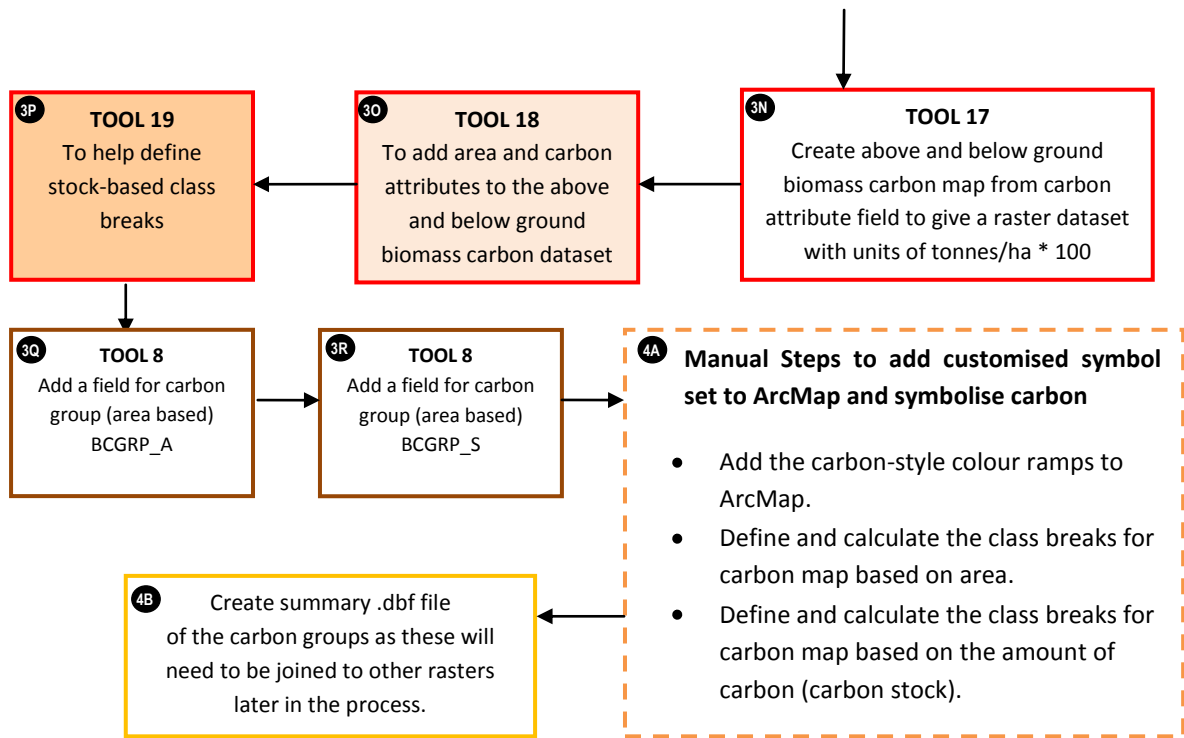 3P
TOOL 19
To help define
stock-based class
breaks
3O
TOOL 18
To add area and carbon
attributes to the above
and below ground
biomass carbon dataset
3N
TOOL 17
Create above and below ground
biomass carbon map from carbon
attribute field to give a raster dataset
with units of tonnes/ha * 100
3Q
TOOL 8
Add a field for carbon
group (area based)
BCGRP_A
3R
TOOL 8
Add a field for carbon
group (area based)
BCGRP_S
4A
Manual Steps to add customised symbol
set to ArcMap and symbolise carbon
• Add the carbon-style colour ramps to
ArcMap.
• Define and calculate the class breaks for
carbon map based on area.
• Define and calculate the class breaks for
carbon map based on the amount of
carbon (carbon stock).
4B
Create summary .dbf file
of the carbon groups as these will
need to be joined to other rasters
later in the process.